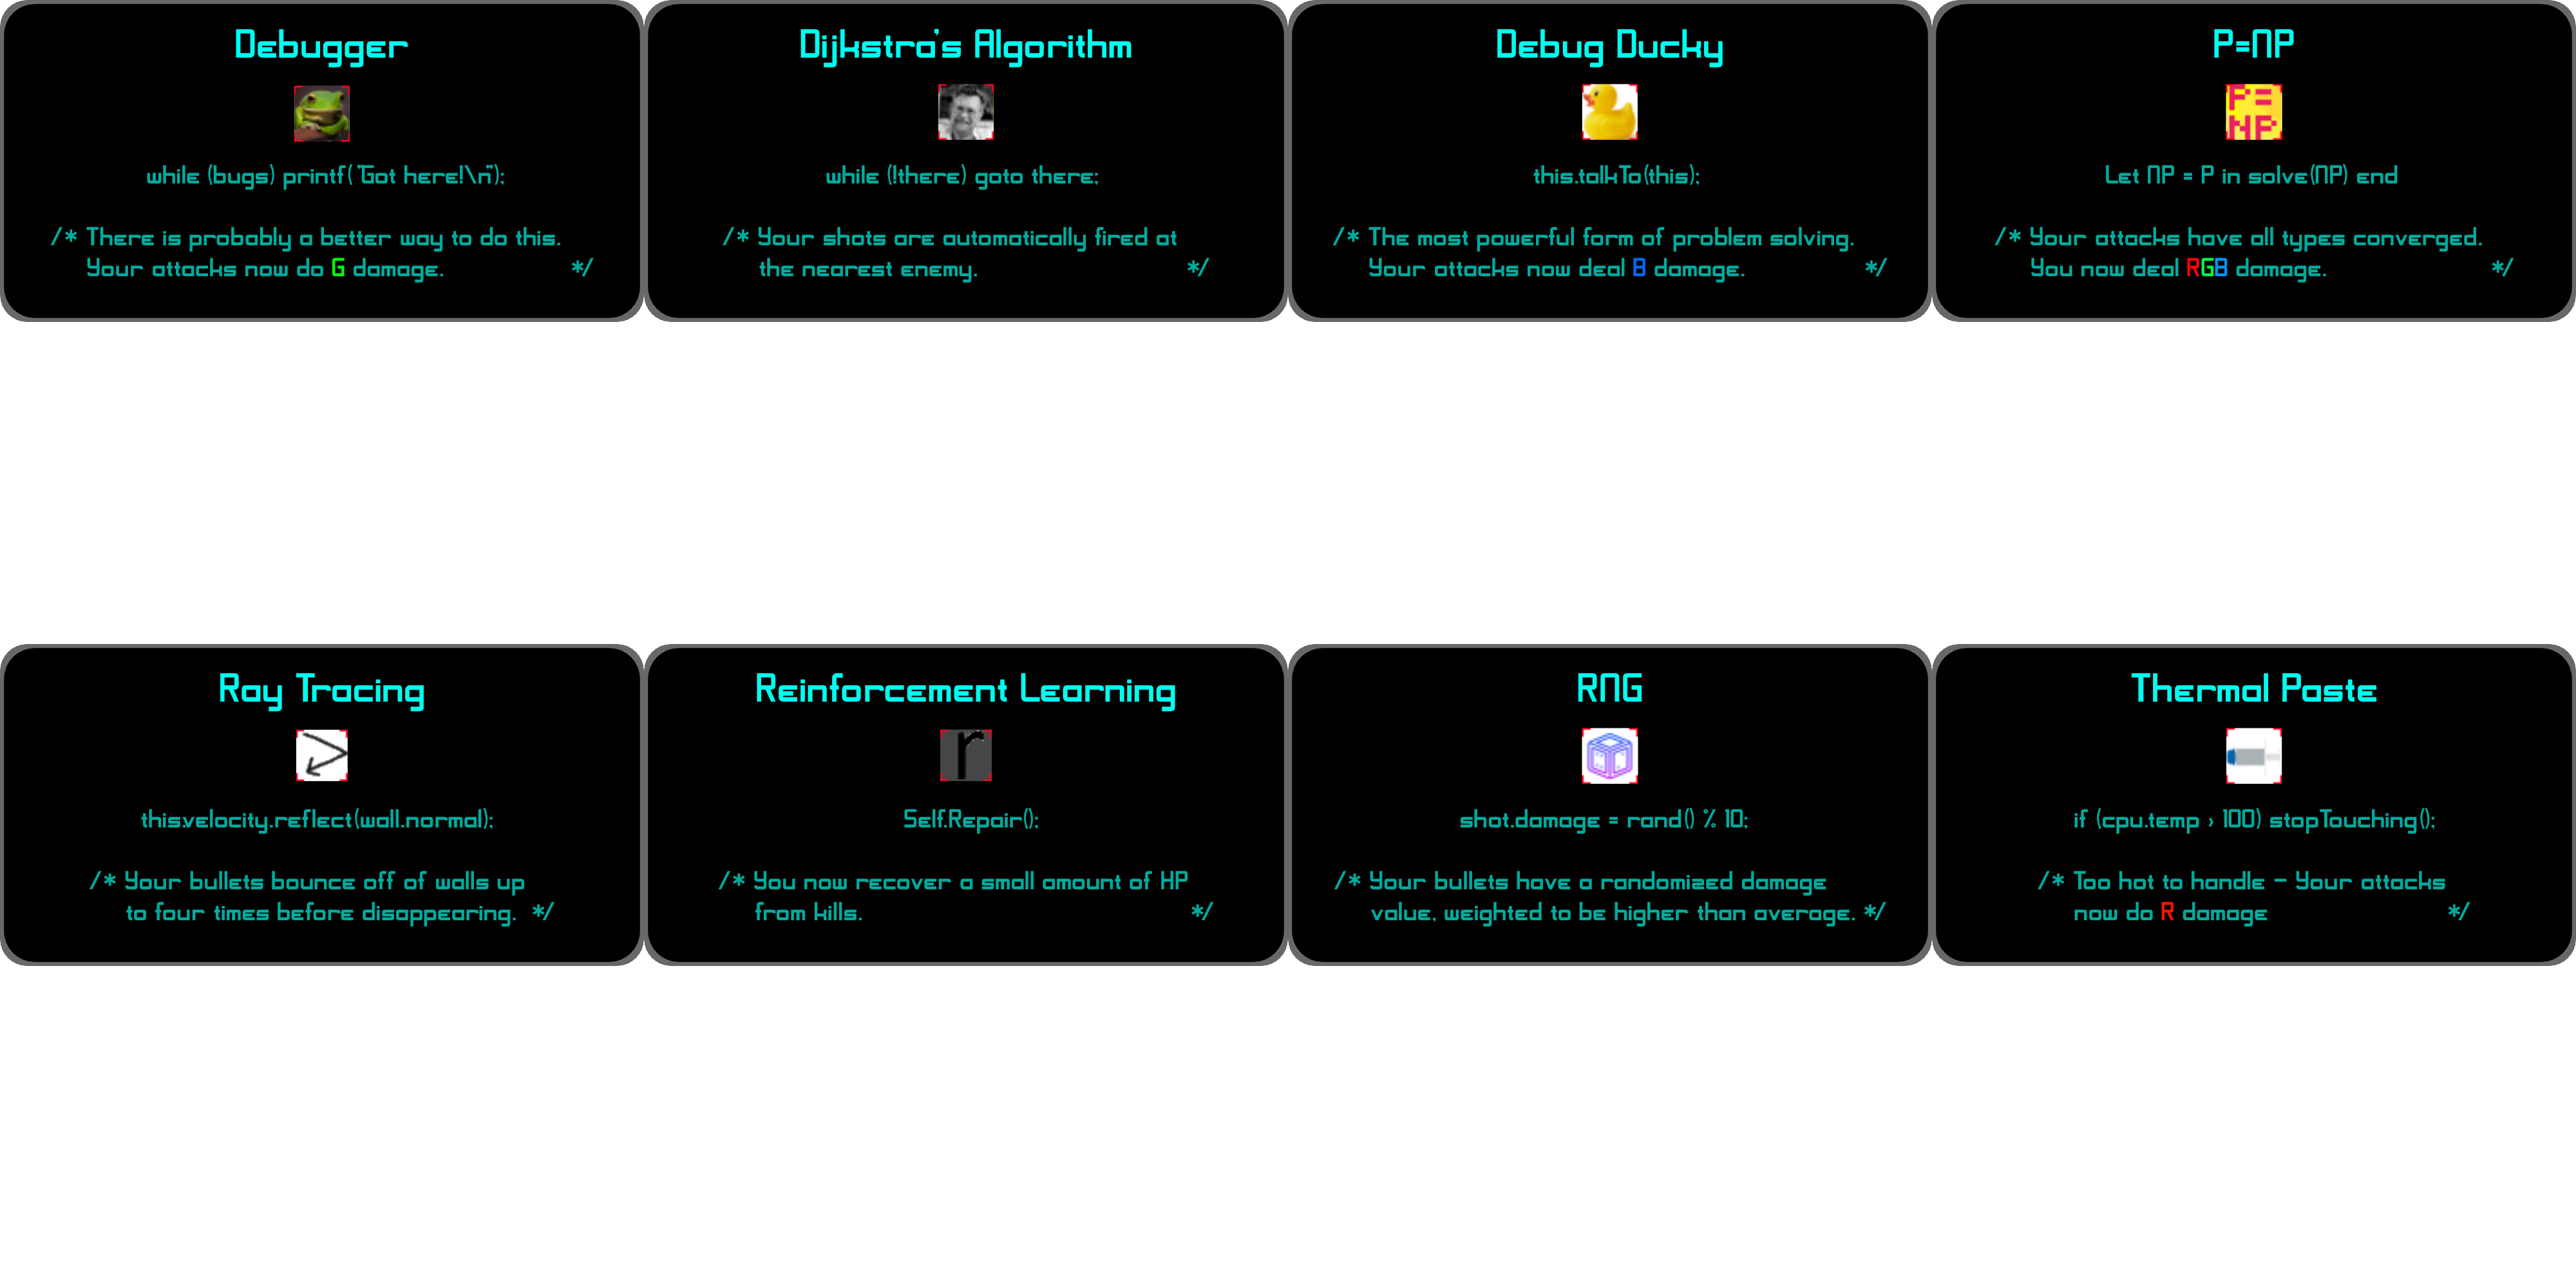 Debugger
while (bugs) printf("Got here!\n");
/* There is probably a better way to do this.
Your attacks now do G damage. */
Dijkstra's Algorithm
while (!there) goto there;
/* Your shots are automatically fired at
the nearest enemy. */
Debug Ducky
this.talkTo(this);
/* The most powerful form of problem solving.
Your attacks now deal B damage. */
P=NP
P=
NP
Let NP = P in solve(NP) end
/* Your attacks have all types converged.
You now deal RGB damage. */
Ray Tracing
this.velocity.reflect(wall.normal);
/* Your bullets bounce off of walls up
to four times before disappearing. */
Reinforcement Learning
r
Self.Repair();
/* You now recover a small amount of HP
from kills. */
RNG
shot.damage = rand() % 10;
/* Your bullets have a randomized damage
value, weighted to be higher than average. */
Thermal Paste
if (cpu.temp > 100) stopTouching();
/* Too hot to handle - Your attacks
now do R damage */